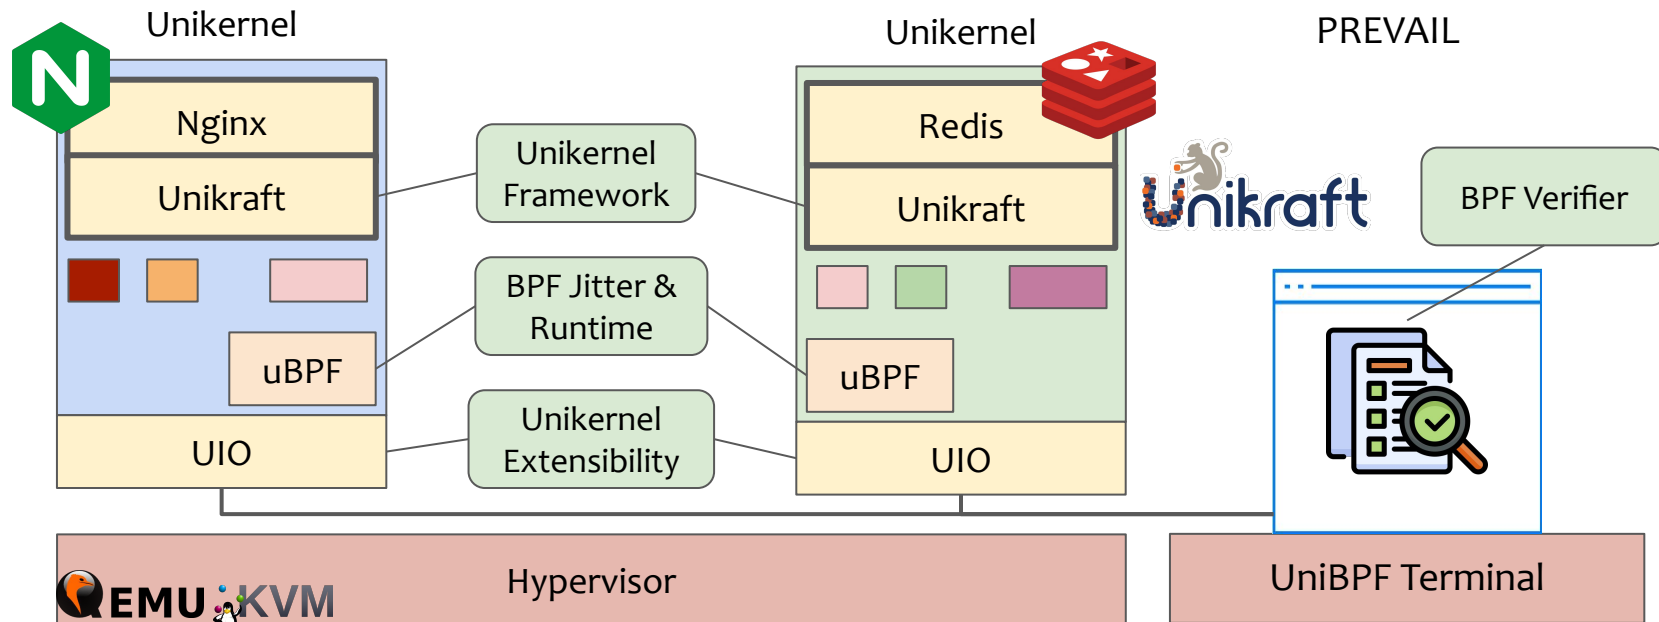 Unikernel
Unikernel
PREVAIL
N
Nginx
Unikraft
Unikernel
Framework
Redis
Unikraft
Unikraft
BPF Verifier
BPF Jitter &
Runtime
uBPF
uBPF
Unikernel
Extensibility
UIO
UIO
QEMU KVM
Hypervisor
UniBPF Terminal